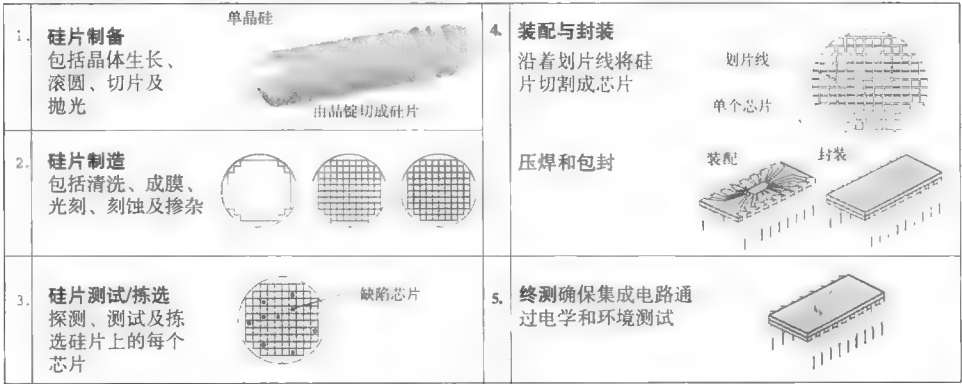 单晶硅
1. 硅片制备
包括晶体生长、
滚圆、切片及
抛光
由晶锭切成硅片
2. 硅片制造
包括清洗、成膜、
光刻、刻蚀及掺杂
3. 硅片测试/拣选
探测、测试及拣
选硅片上的每个
芯片
缺陷芯片
4. 装配与封装
沿着划片线将硅
片切割成芯片
划片线
单个芯片
压焊和包封
装配
封装
5. 终测确保集成电路通
过电学和环境测试